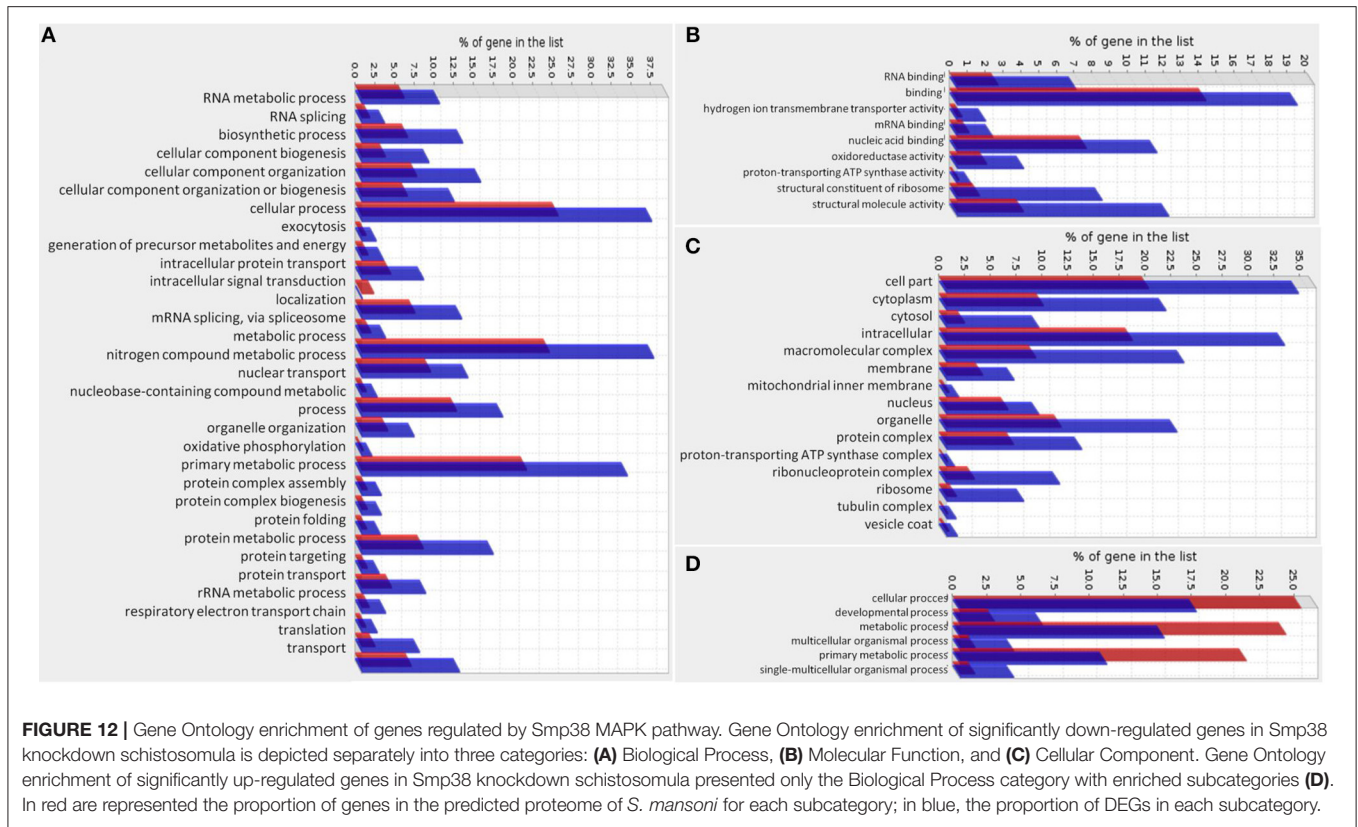 A
% of gene in the list
0.0 2.5 5.0 7.5 10.0 12.5 15.0 17.5 20.0 22.5 25.0 27.5 30.0 32.5 35.0 37.5
RNA metabolic process
RNA splicing
biosynthetic process
cellular component biogenesis
cellular component organization
cellular component organization or biogenesis
cellular process
exocytosis
generation of precursor metabolites and energy
intracellular protein transport
intracellular signal transduction
localization
mRNA splicing, via spliceosome
metabolic process
nitrogen compound metabolic process
nuclear transport
nucleobase-containing compound metabolic
process
organelle organization
oxidative phosphorylation
primary metabolic process
protein complex assembly
protein complex biogenesis
protein folding
protein metabolic process
protein targeting
protein transport
rRNA metabolic process
respiratory electron transport chain
translation
transport
B
% of gene in the list
0 1 2 3 4 5 6 7 8 9 10 11 12 13 14 15 16 17 18 19 20
RNA binding
binding
hydrogen ion transmembrane transporter activity
mRNA binding
nucleic acid binding
oxidoreductase activity
proton-transporting ATP synthase activity
structural constituent of ribosome
structural molecule activity
C
% of gene in the list
0.0 2.5 5.0 7.5 10.0 12.5 15.0 17.5 20.0 22.5 25.0 27.5 30.0 32.5 35.0
cell part
cytoplasm
cytosol
intracellular
macromolecular complex
membrane
mitochondrial inner membrane
nucleus
organelle
protein complex
proton-transporting ATP synthase complex
ribonucleoprotein complex
ribosome
tubulin complex
vesicle coat
D
% of gene in the list
0.0 2.5 5.0 7.5 10.0 12.5 15.0 17.5 20.0 22.5 25.0
cellular procces
developmental process
metabolic process
multicellular organismal process
primary metabolic process
single-multicellular organismal process
FIGURE 12 | Gene Ontology enrichment of genes regulated by Smp38 MAPK pathway. Gene Ontology enrichment of significantly down-regulated genes in Smp38
knockdown schistosomula is depicted separately into three categories: (A) Biological Process, (B) Molecular Function, and (C) Cellular Component. Gene Ontology
enrichment of significantly up-regulated genes in Smp38 knockdown schistosomula presented only the Biological Process category with enriched subcategories (D).
In red are represented the proportion of genes in the predicted proteome of S. mansoni for each subcategory; in blue, the proportion of DEGs in each subcategory.